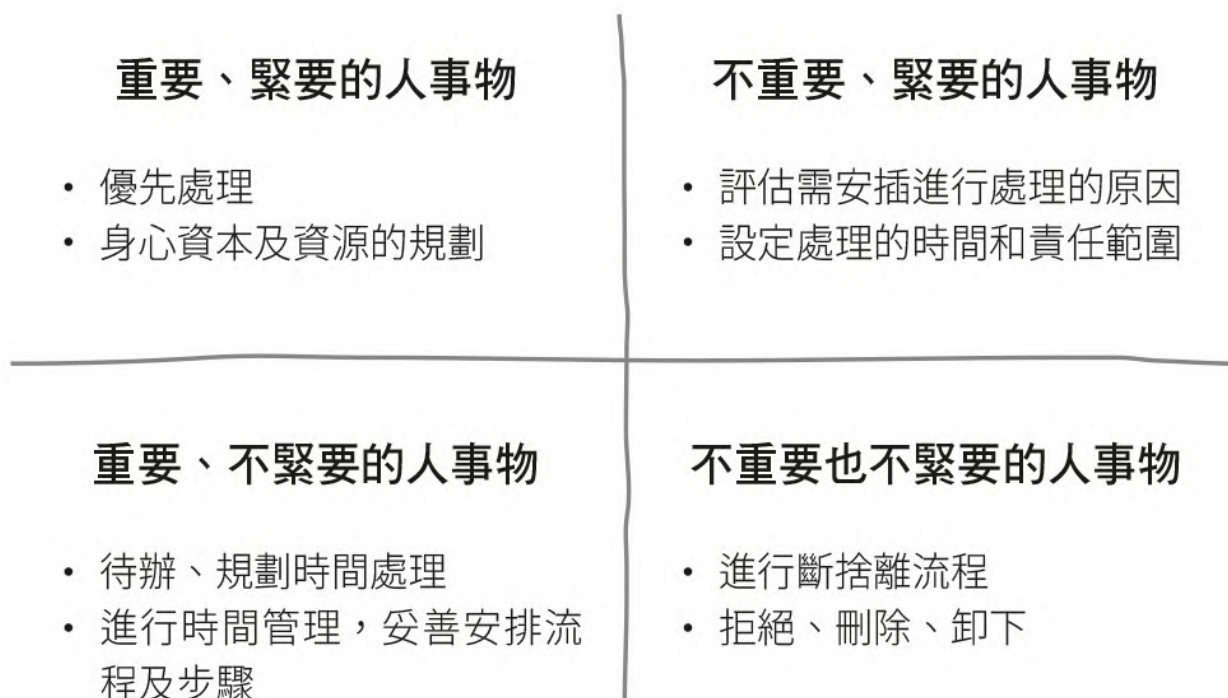 重要、緊要的人事物
• 優先處理
• 身心資本及資源的規劃
不重要、緊要的人事物
• 評估需安插進行處理的原因
• 設定處理的時間和責任範圍
重要、不緊要的人事物
• 待辦、規劃時間處理
• 進行時間管理，妥善安排流
程及步驟
不重要也不緊要的人事物
• 進行斷捨離流程
• 拒絕、刪除、卸下